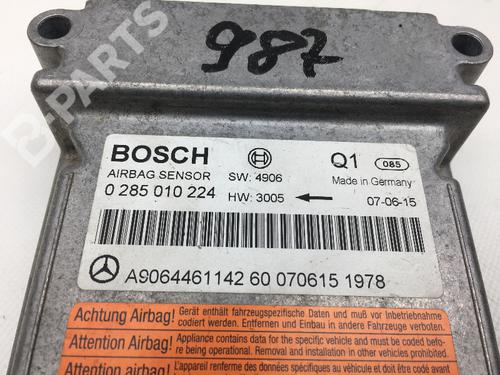 987
B-PARTS
BOSCH Q1 085
AIRBAG SENSOR SW: 4906 Made in Germany
0 285 010 224 HW: 3005 07-06-15
A9064461142 60 070615 1978
Achtung Airbag! Gerät enthält fahrzeugspezifische Daten und muß vor Inbetriebnahme
codiert werden. Entfernen und Einbau in andere Fahrzeuge verboten.
Attention Airbag! Appliance contains data for the specific vehicle and must be coded before
commissioning. Removal and installation in other vehicles prohibited.
Attention Airbag! L'appareil renferme des données spécifiques au véhicule et doit être codé avant